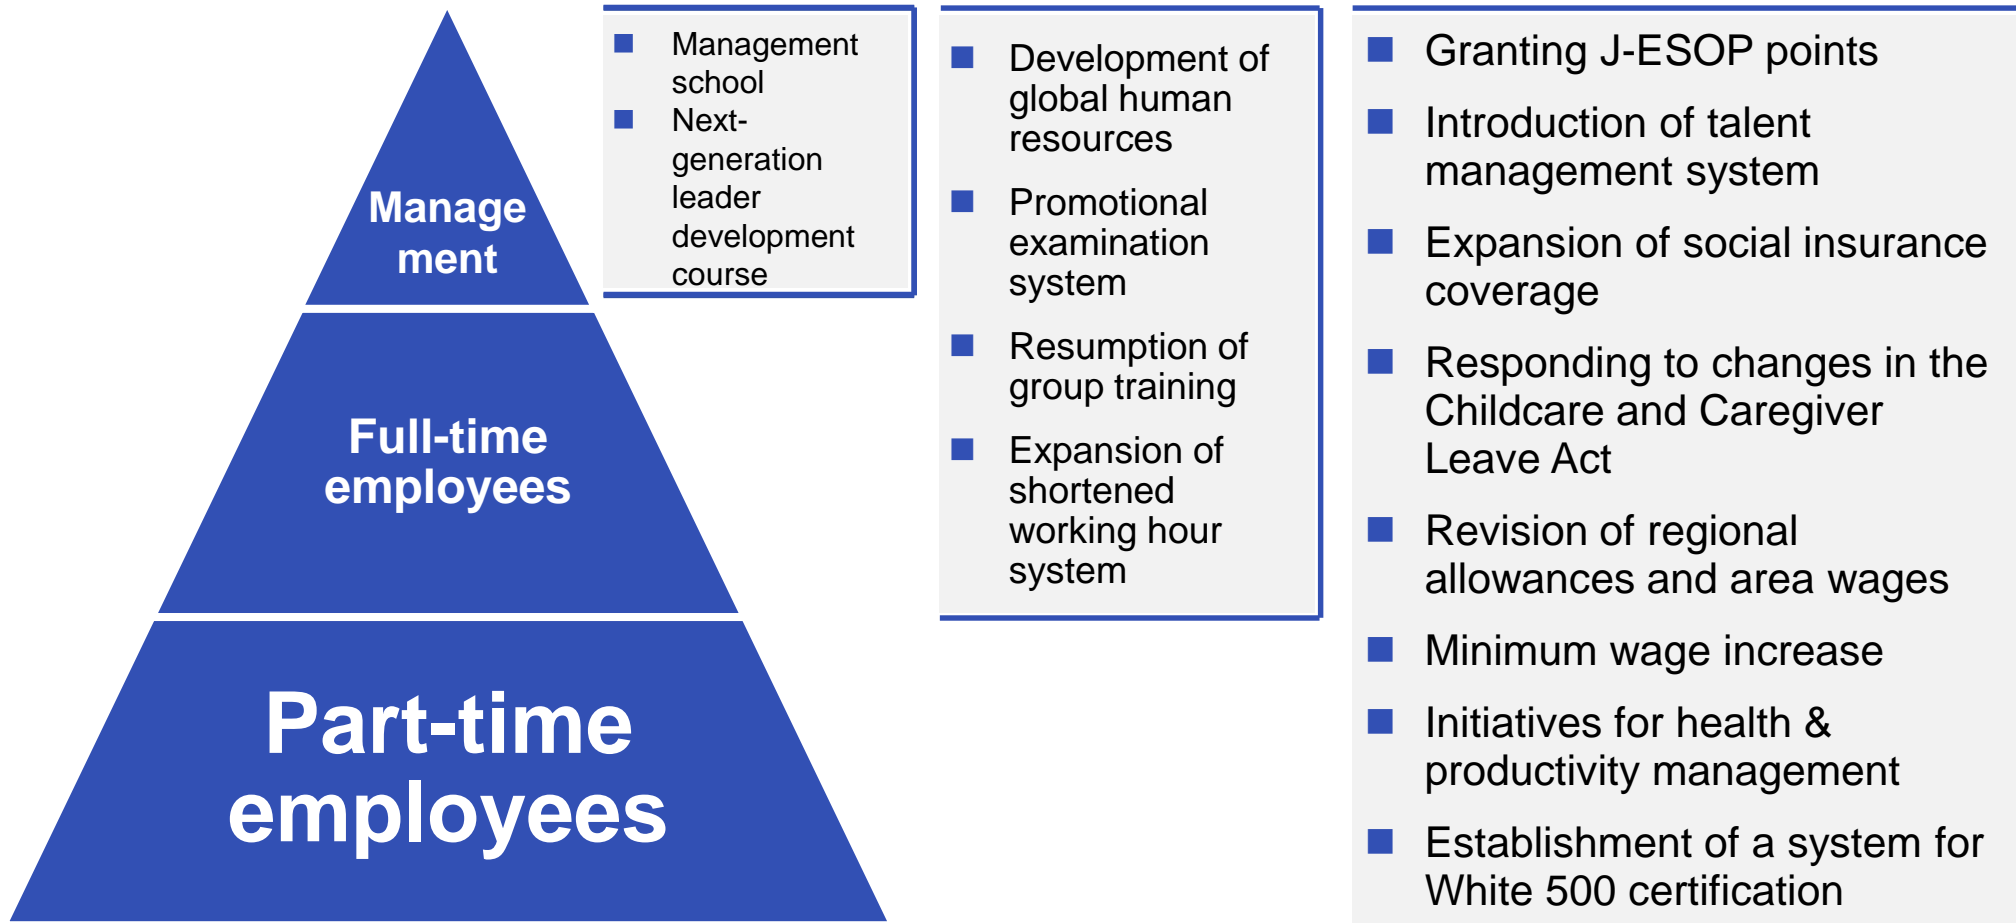 Manage
ment
Full-time
employees
Part-time
employees
■ Management
school
■ Next-
generation
leader
development
course
■ Development of
global human
resources
■ Promotional
examination
system
■ Resumption of
group training
■ Expansion of
shortened
working hour
system
■ Granting J-ESOP points
■ Introduction of talent
management system
■ Expansion of social insurance
coverage
■ Responding to changes in the
Childcare and Caregiver
Leave Act
■ Revision of regional
allowances and area wages
■ Minimum wage increase
■ Initiatives for health &
productivity management
■ Establishment of a system for
White 500 certification